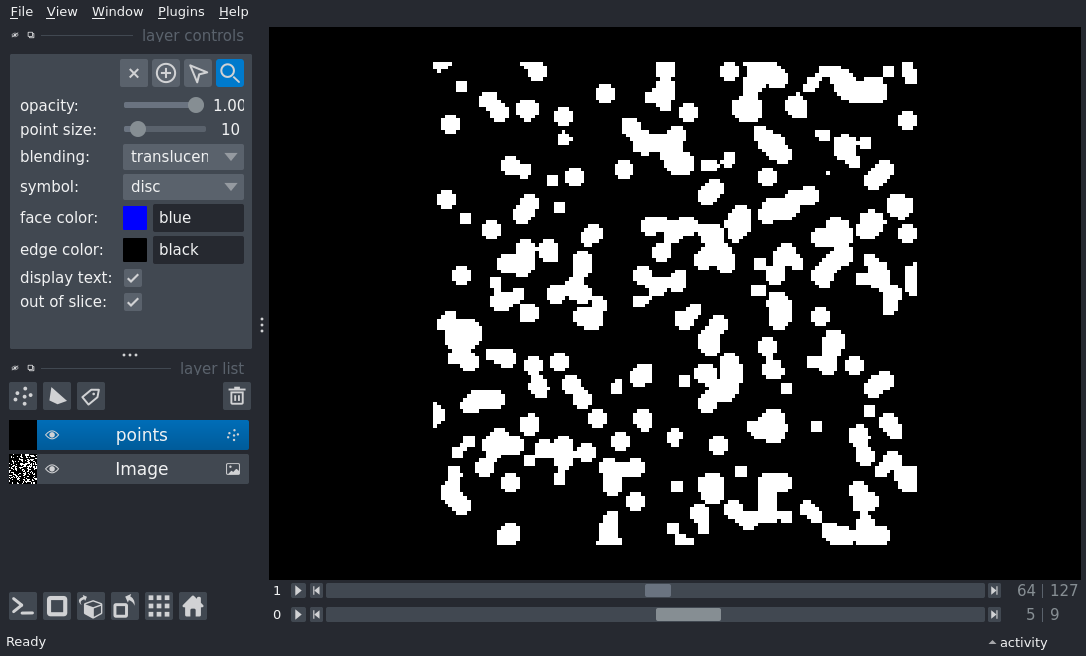 File View Window Plugins Help
layer controls
opacity: 1.00
point size: 10
blending: translucen
symbol: disc
face color: blue
edge color: black
display text:
out of slice:
layer list
points
Image
1 64 | 127
0 5 | 9
Ready activity